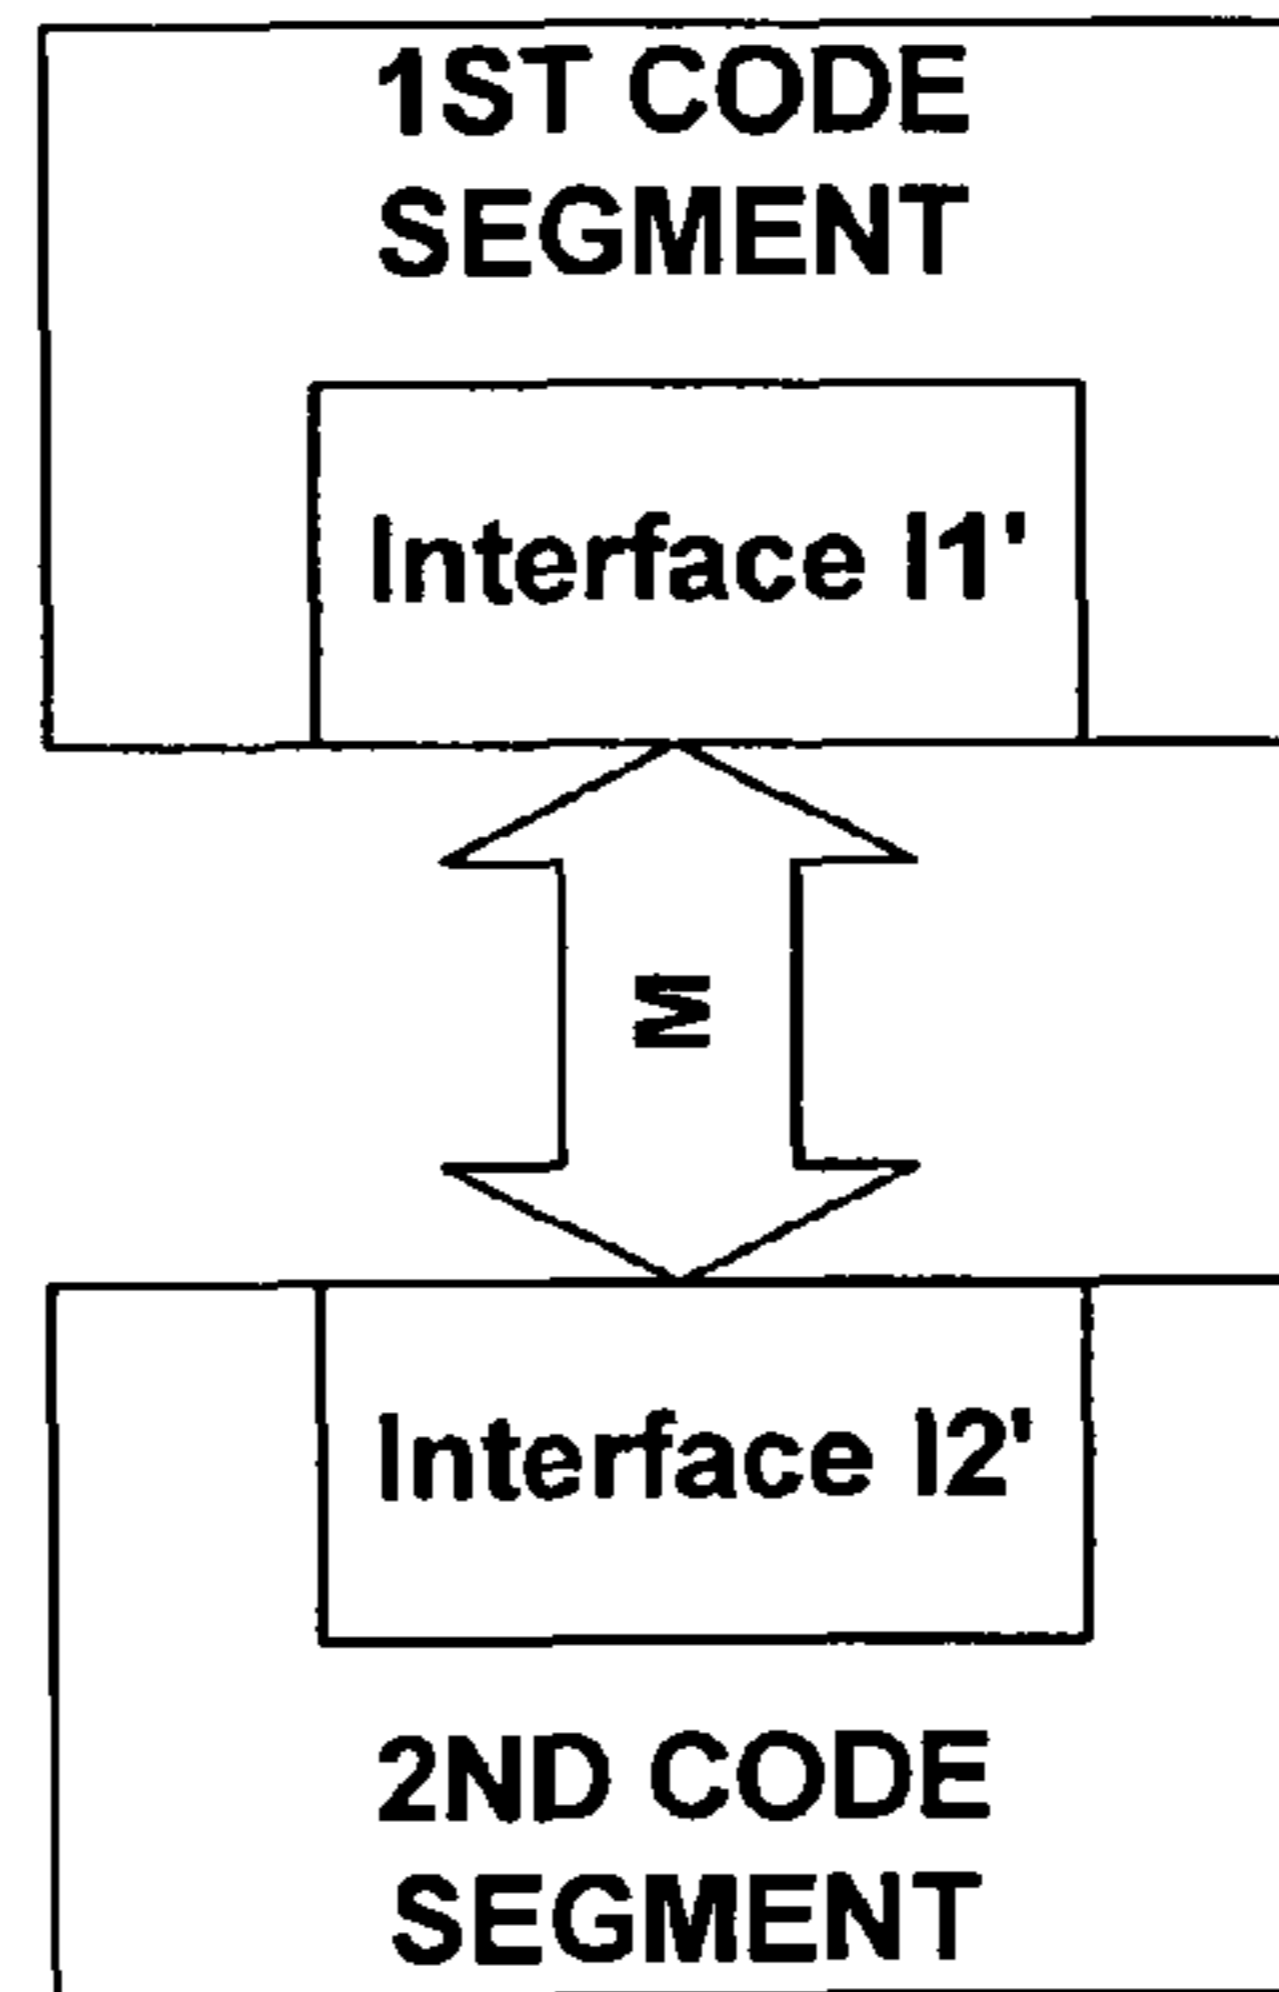 1ST CODE
SEGMENT
Interface I1'
M
Interface I2'
2ND CODE
SEGMENT